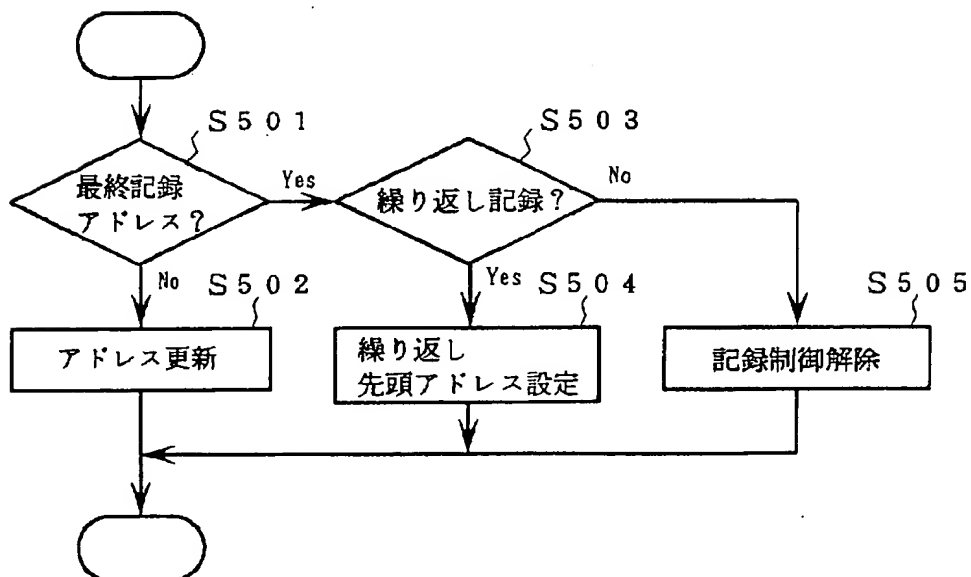 S501
S503
最終記録
アドレス?
Yes
繰り返し記録?
No
No
S502
Yes
S504
S505
アドレス更新
繰り返し
先頭アドレス設定
記録制御解除